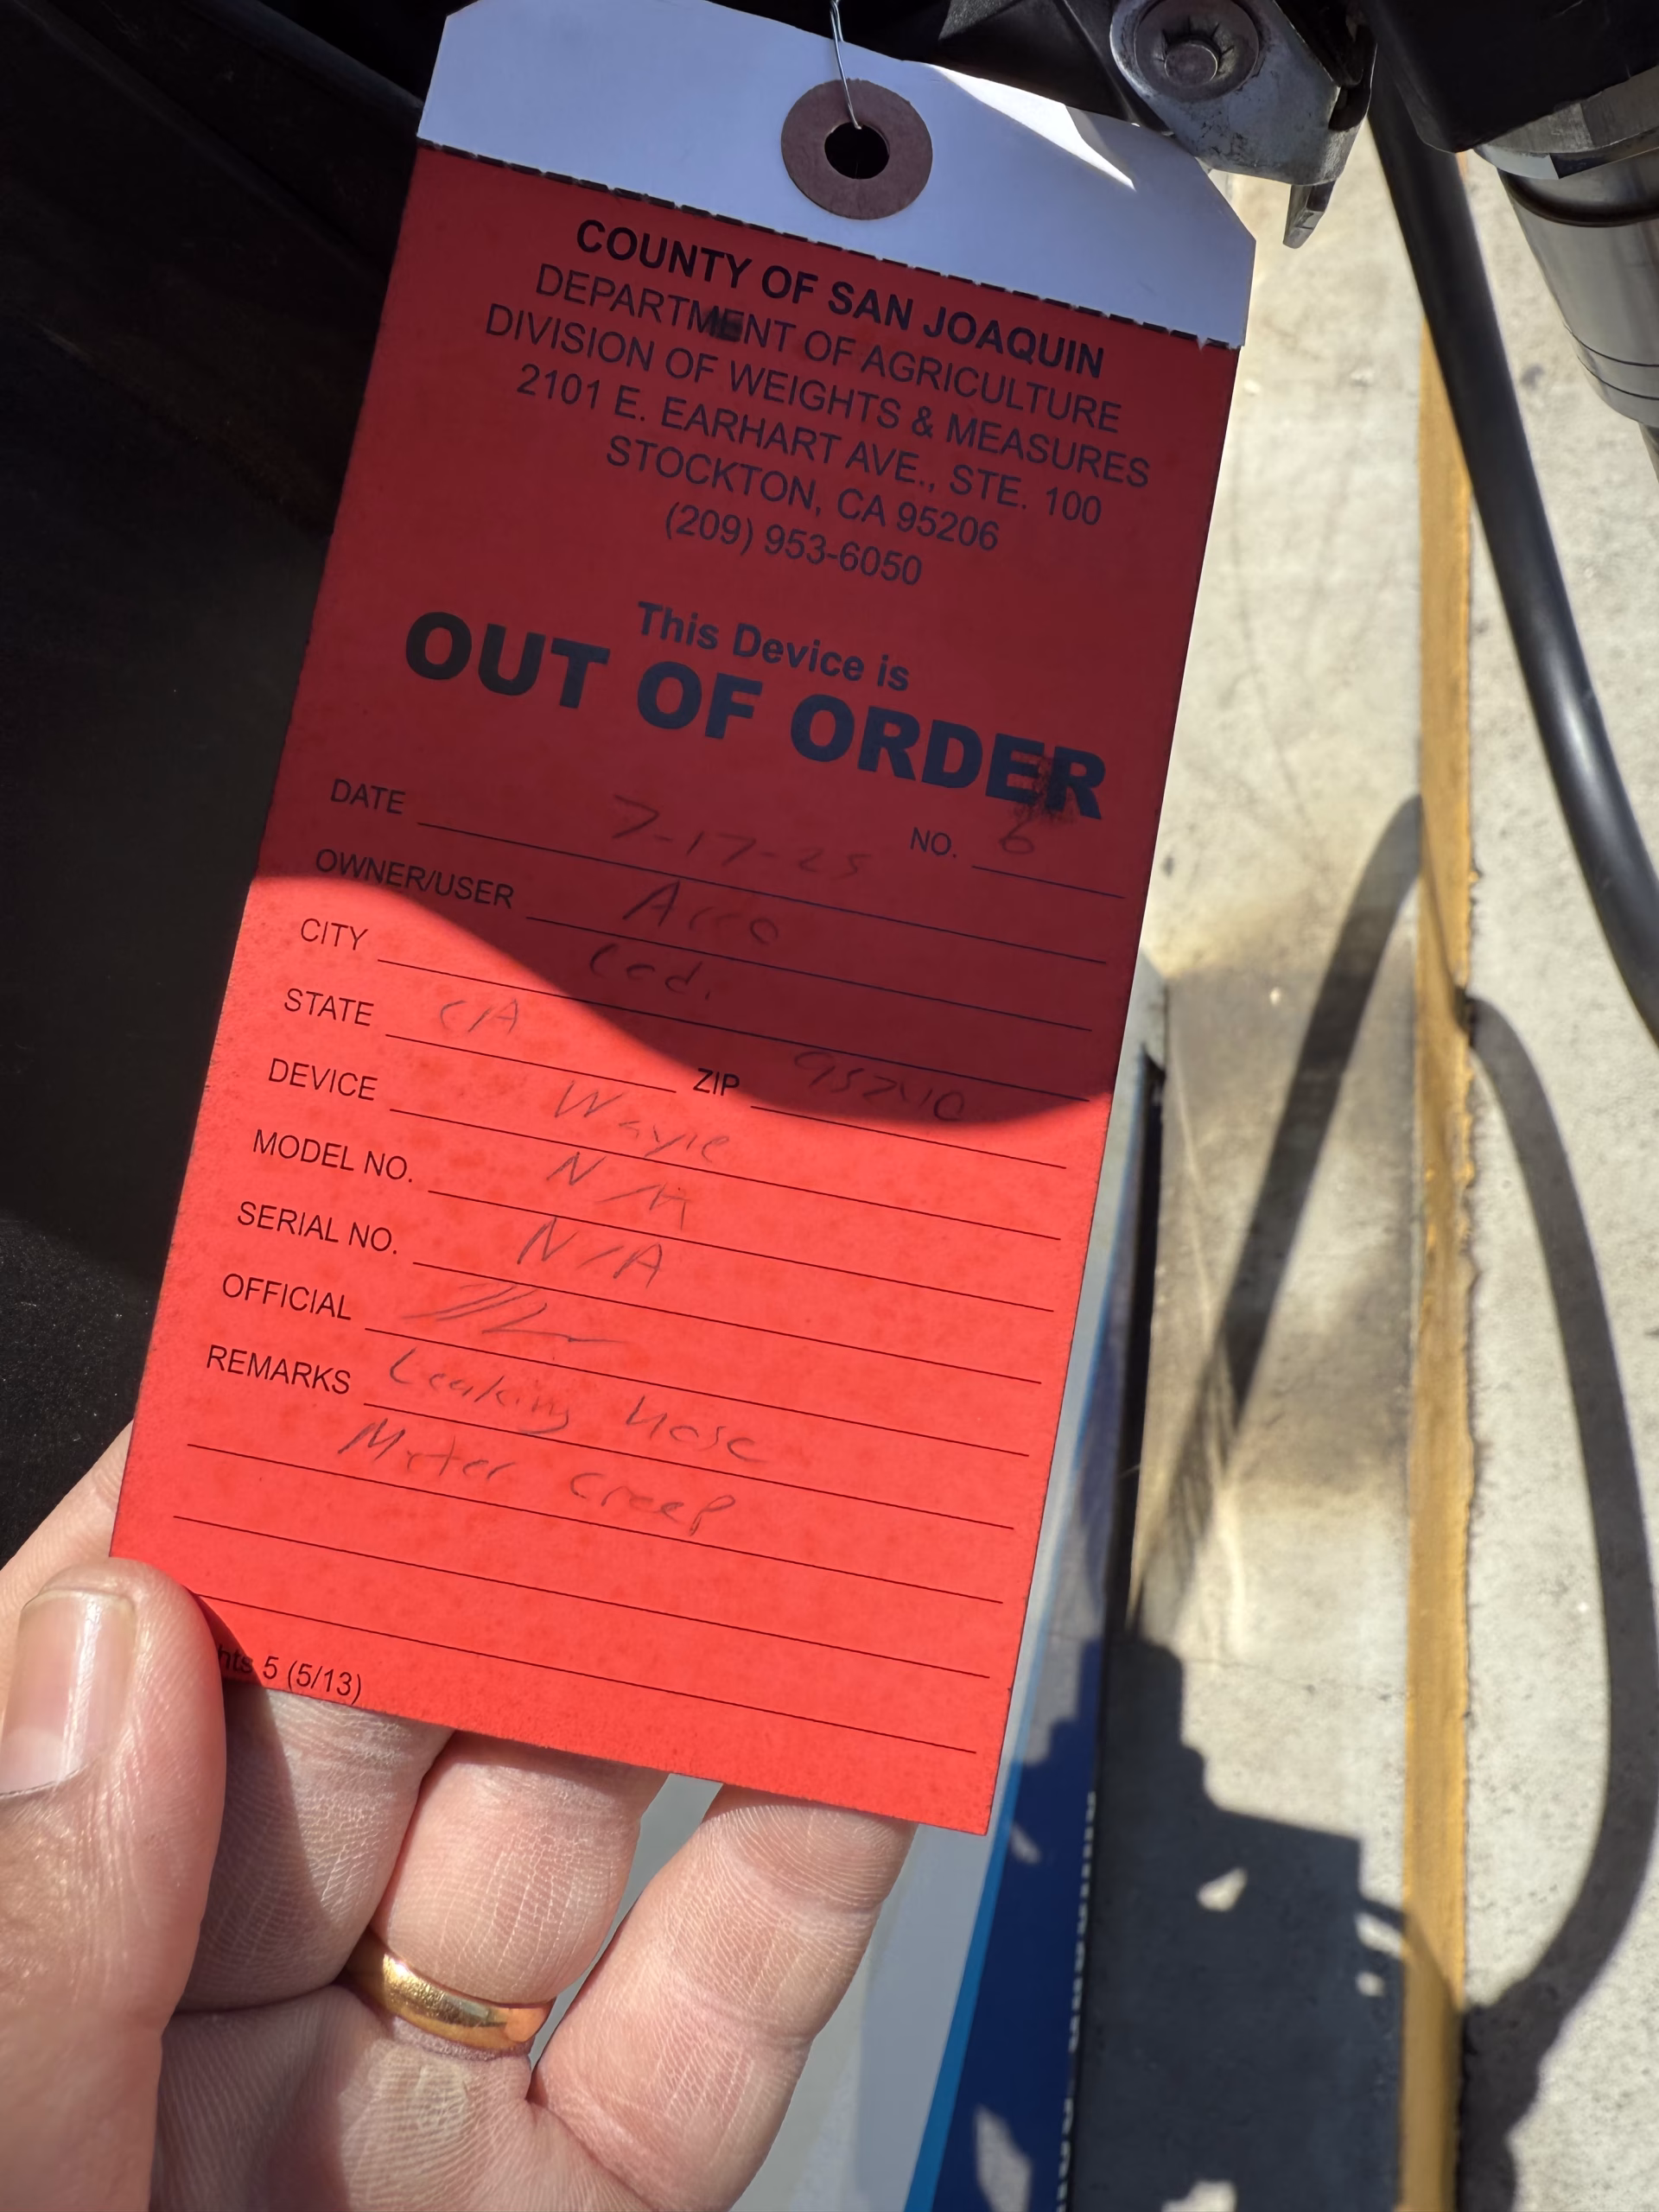 COUNTY OF SAN JOAQUIN
DEPARTMENT OF AGRICULTURE
DIVISION OF WEIGHTS & MEASURES
2101 E. EARHART AVE., STE. 100
STOCKTON, CA 95206
(209) 953-6050
This Device is
OUT OF ORDER
DATE 7-17-25 NO. 6
OWNER/USER Arco
CITY Lodi
STATE CA ZIP 95240
DEVICE Wayne
MODEL NO. N/A
SERIAL NO. N/A
OFFICIAL
REMARKS Leaking Hose
Meter Creep
hts 5 (5/13)